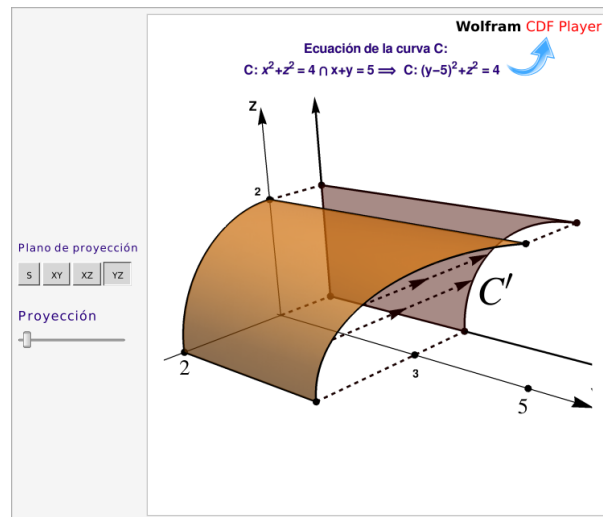 Wolfram CDF Player
Ecuación de la curva C:
C: x²+z² = 4 ∩ x+y = 5 ⟹ C: (y−5)²+z² = 4
z
2
Plano de proyección
S XY XZ YZ
Proyección
C′
2
3
5